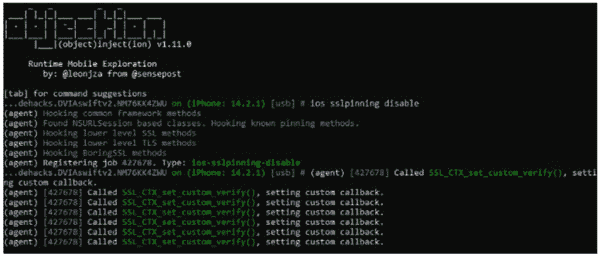 |___|(object)inject(ion) v1.11.0
Runtime Mobile Exploration
by: @leonjza from @sensepost
[tab] for command suggestions
...dehacks.DVIAswiftv2.NM76KK4ZWU on (iPhone: 14.2.1) [usb] # ios sslpinning disable
(agent) Hooking common framework methods
(agent) Found NSURLSession based classes. Hooking known pinning methods.
(agent) Hooking lower level SSL methods
(agent) Hooking lower level TLS methods
(agent) Hooking BoringSSL methods
(agent) Registering job 427678. Type: ios-sslpinning-disable
...dehacks.DVIAswiftv2.NM76KK4ZWU on (iPhone: 14.2.1) [usb] # (agent) [427678] Called SSL_CTX_set_custom_verify(), setti
ng custom callback.
(agent) [427678] Called SSL_CTX_set_custom_verify(), setting custom callback.
(agent) [427678] Called SSL_CTX_set_custom_verify(), setting custom callback.
(agent) [427678] Called SSL_CTX_set_custom_verify(), setting custom callback.
(agent) [427678] Called SSL_CTX_set_custom_verify(), setting custom callback.
(agent) [427678] Called SSL_CTX_set_custom_verify(), setting custom callback.
(agent) [427678] Called SSL_CTX_set_custom_verify(), setting custom callback.